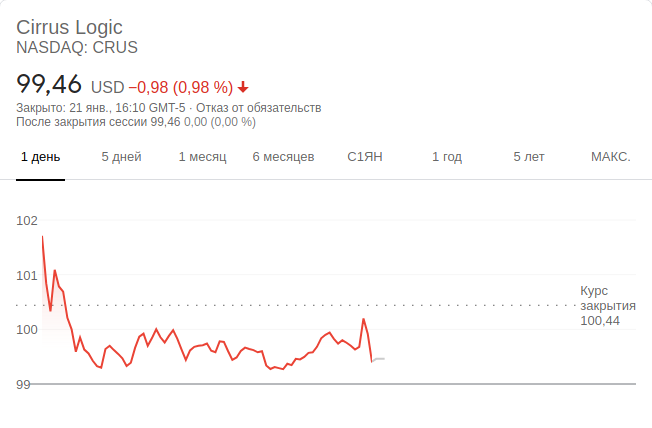 Cirrus Logic
NASDAQ: CRUS
99,46 USD −0,98 (0,98 %)
Закрыто: 21 янв., 16:10 GMT-5 · Отказ от обязательств
После закрытия сессии 99,46 0,00 (0,00 %)
1 день 5 дней 1 месяц 6 месяцев С1ЯН 1 год 5 лет МАКС.
102
101
Курс
закрытия
100,44
100
99